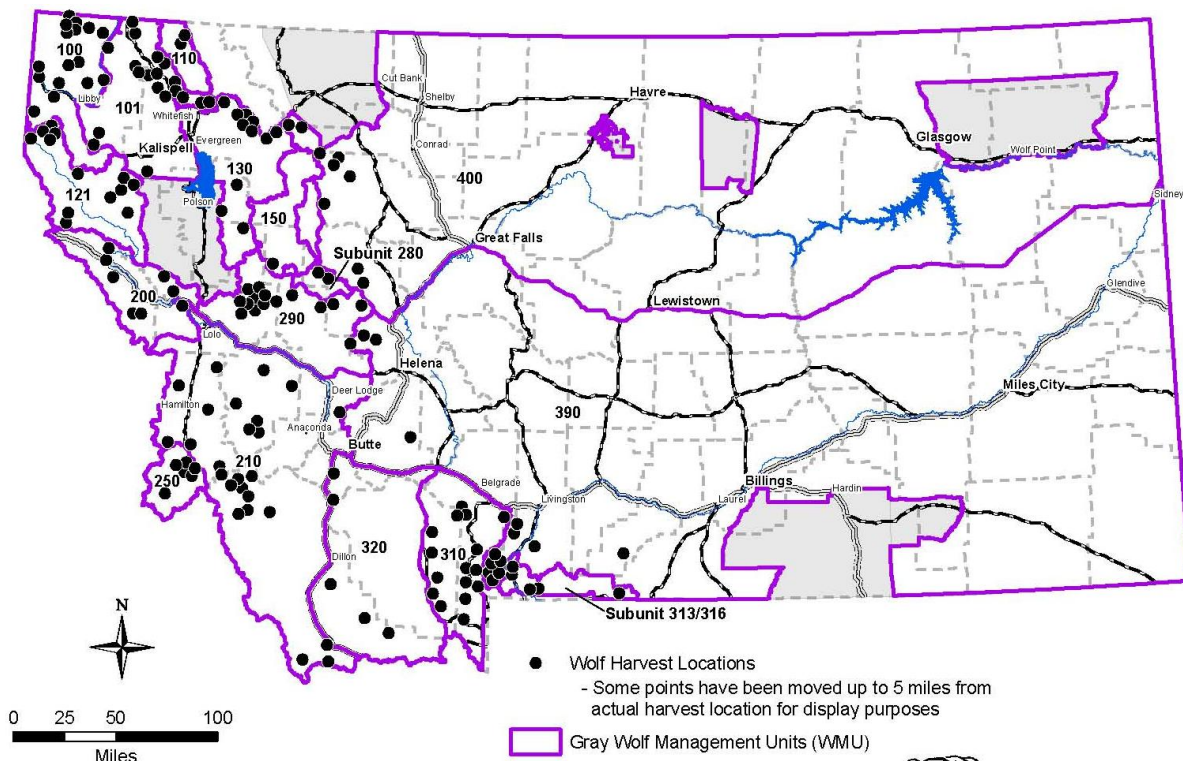 100
110
Libby
101
Whitefish
Evergreen
Kalispell
130
121
Polson
150
Cut Bank
Shelby
Conrad
400
Havre
Glasgow
Wolf Point
Sidney
Great Falls
Subunit 280
200
290
Lolo
Lewistown
Glendive
Helena
Deer Lodge
Hamilton
Anaconda
Butte
390
Miles City
210
250
Belgrade
Livingston
Laurel
Billings
Hardin
320
310
Dillon
Subunit 313/316
N
0 25 50 100
Miles
Wolf Harvest Locations
- Some points have been moved up to 5 miles from
actual harvest location for display purposes
Gray Wolf Management Units (WMU)